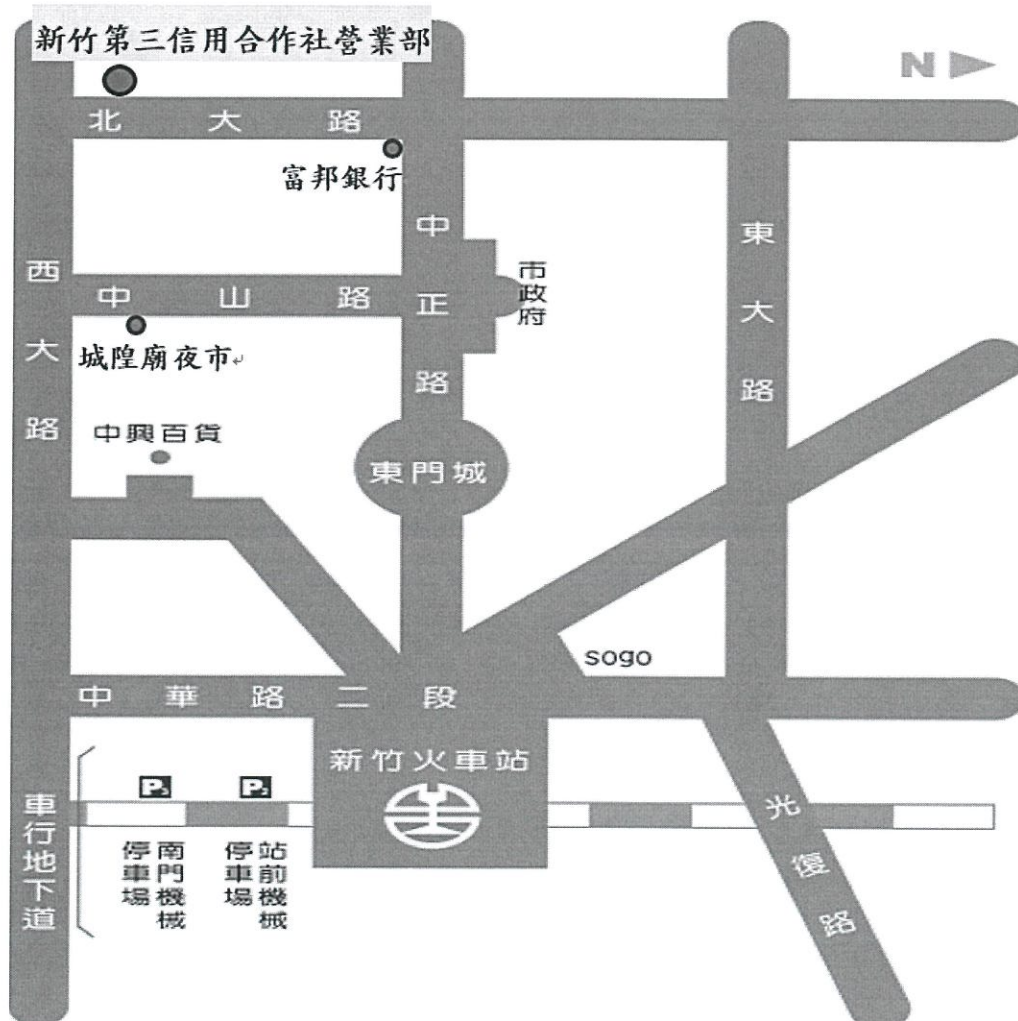 新竹第三信用合作社營業部
N
北大路
富邦銀行
中正路
東大路
西大路
中山路
市政府
城隍廟夜市
中興百貨
東門城
sogo
中華路二段
新竹火車站
P
P
車行地下道
南門機械
停車場
站前機械
停車場
光復路